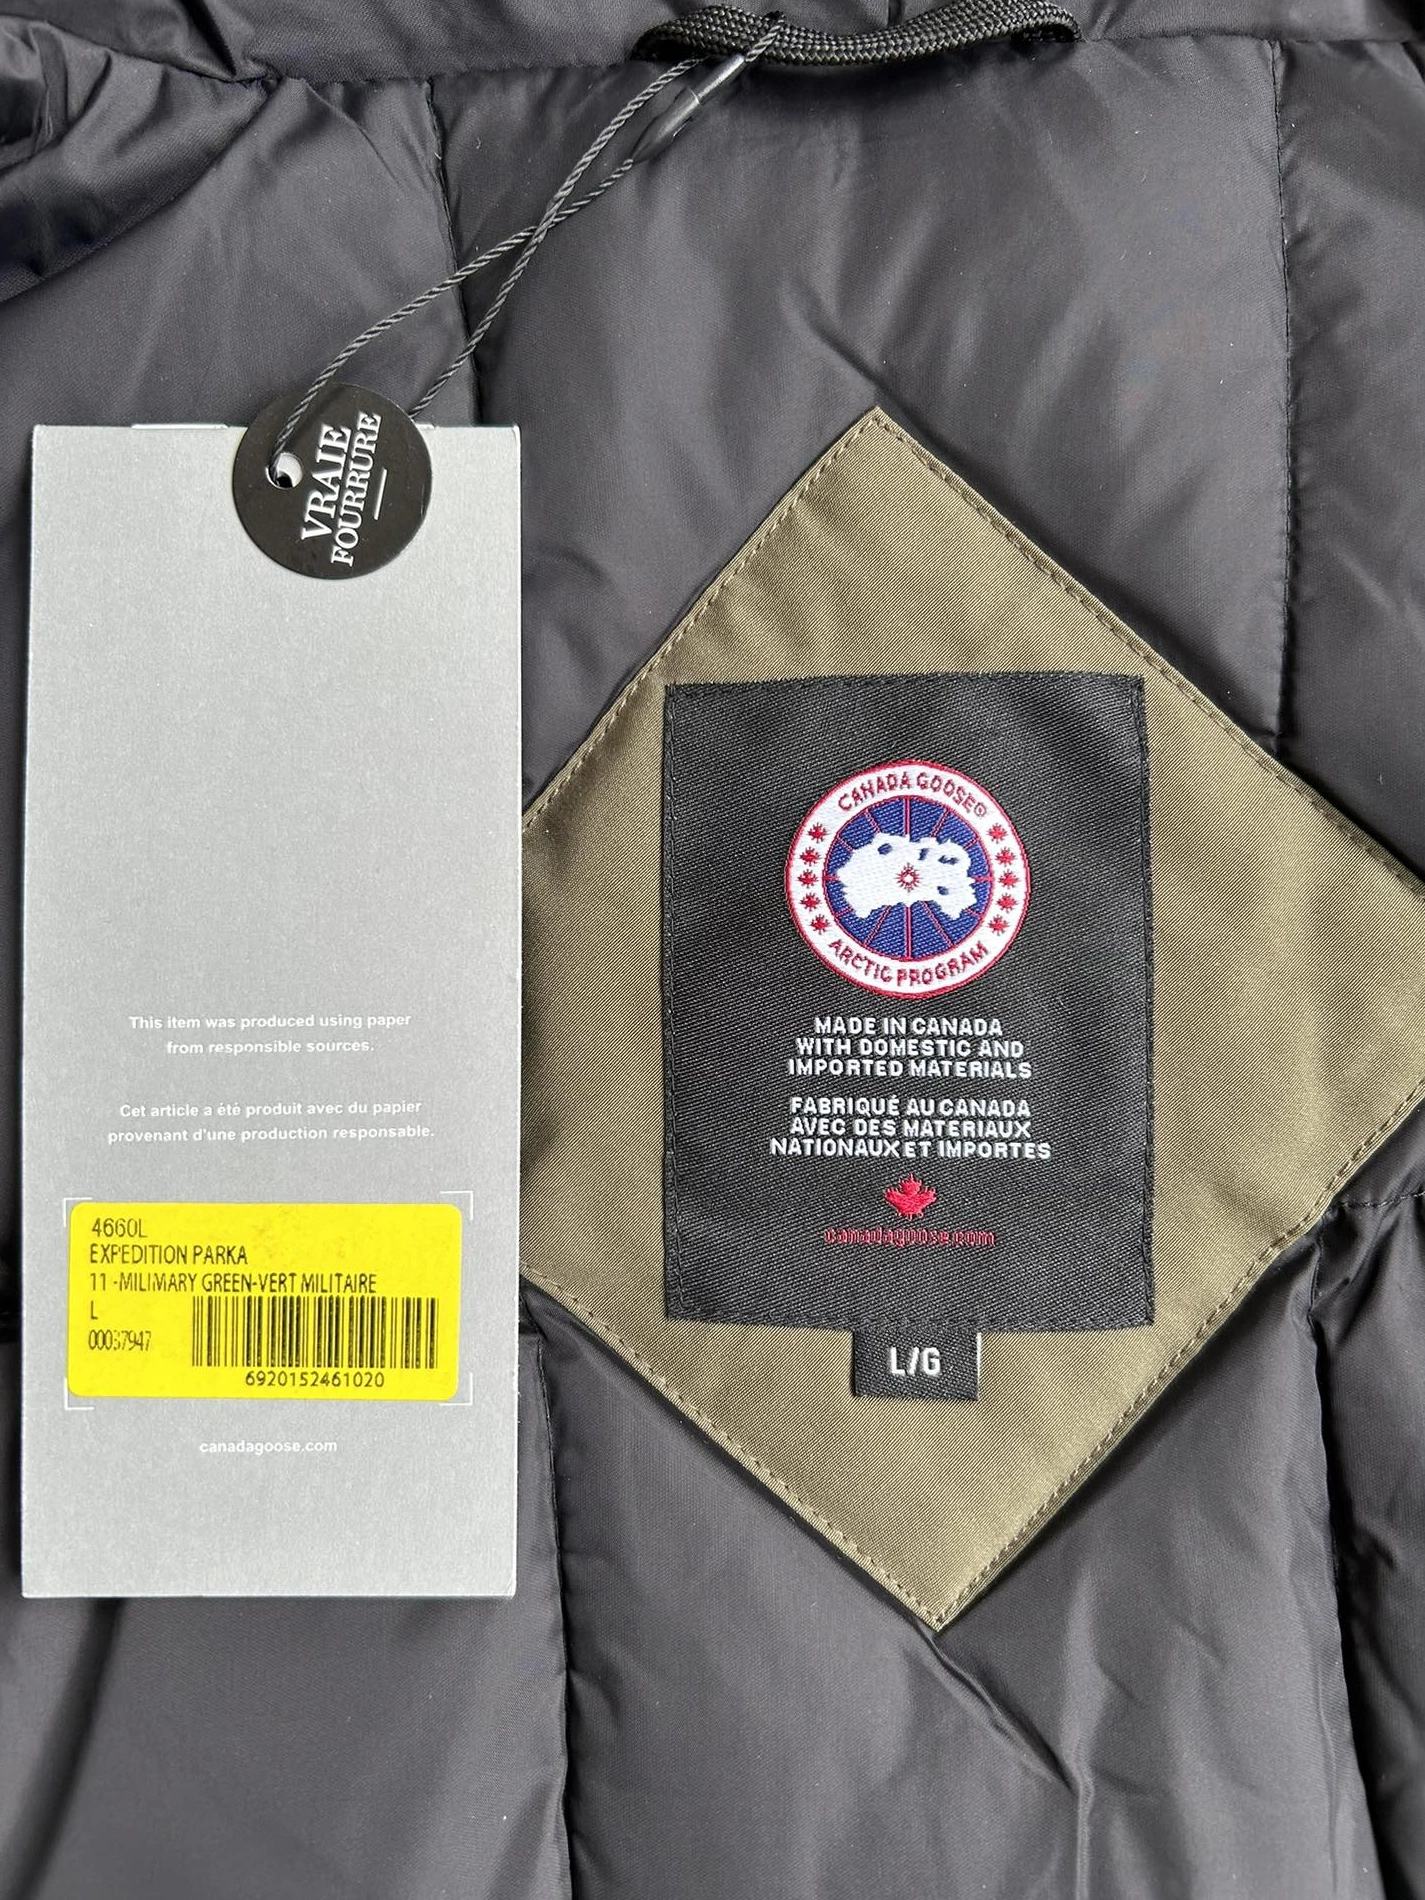 VRAIE
FOURRURE
This item was produced using paper
from responsible sources.
Cet article a été produit avec du papier
provenant d'une production responsable.
4660L
EXPEDITION PARKA
11 -MILIMARY GREEN-VERT MILITAIRE
L
00037947
6920152461020
canadagoose.com
CANADA GOOSE®
ARCTIC PROGRAM
MADE IN CANADA
WITH DOMESTIC AND
IMPORTED MATERIALS
FABRIQUÉ AU CANADA
AVEC DES MATERIAUX
NATIONAUX ET IMPORTES
canadagoose.com
L/G